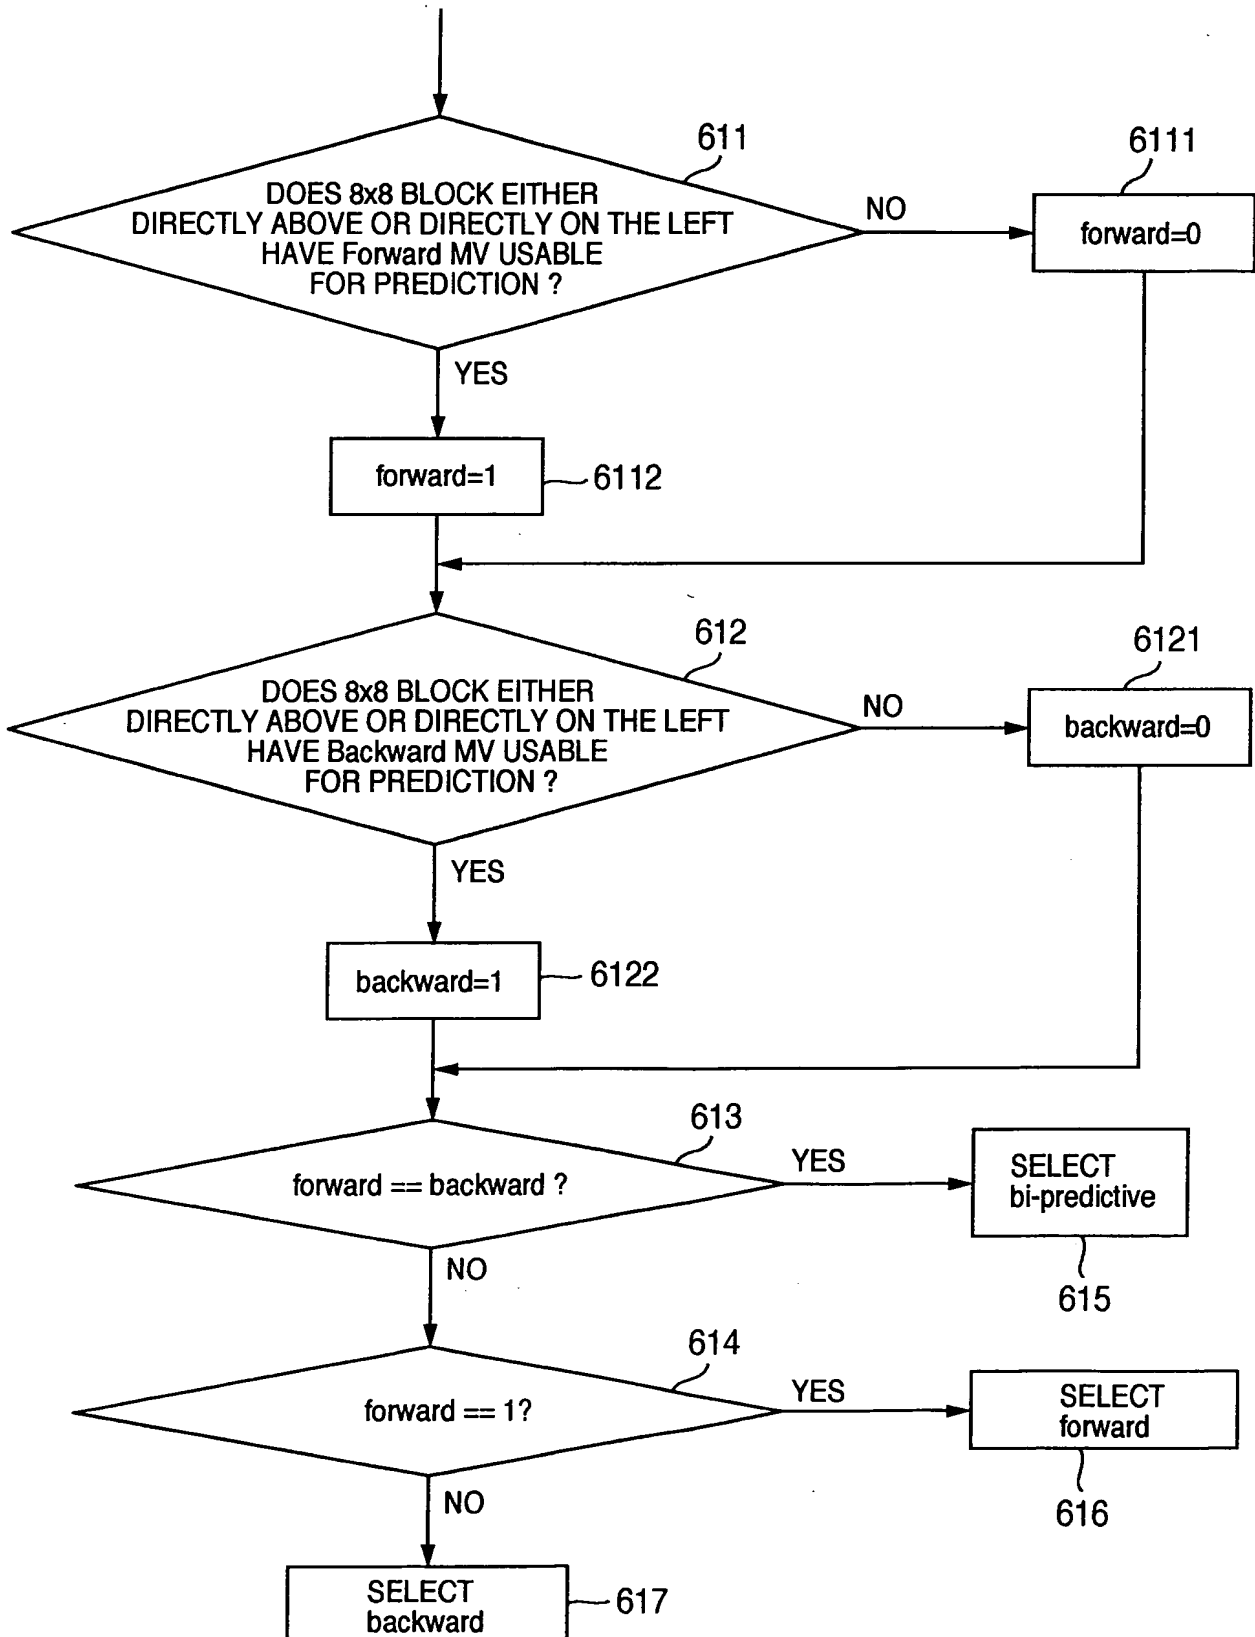 611
6111
DOES 8x8 BLOCK EITHER
DIRECTLY ABOVE OR DIRECTLY ON THE LEFT
HAVE Forward MV USABLE
FOR PREDICTION ?
NO
forward=0
YES
forward=1
6112
612
6121
DOES 8x8 BLOCK EITHER
DIRECTLY ABOVE OR DIRECTLY ON THE LEFT
HAVE Backward MV USABLE
FOR PREDICTION ?
NO
backward=0
YES
backward=1
6122
613
forward == backward ?
YES
SELECT
bi-predictive
615
NO
614
forward == 1?
YES
SELECT
forward
616
NO
SELECT
backward
617